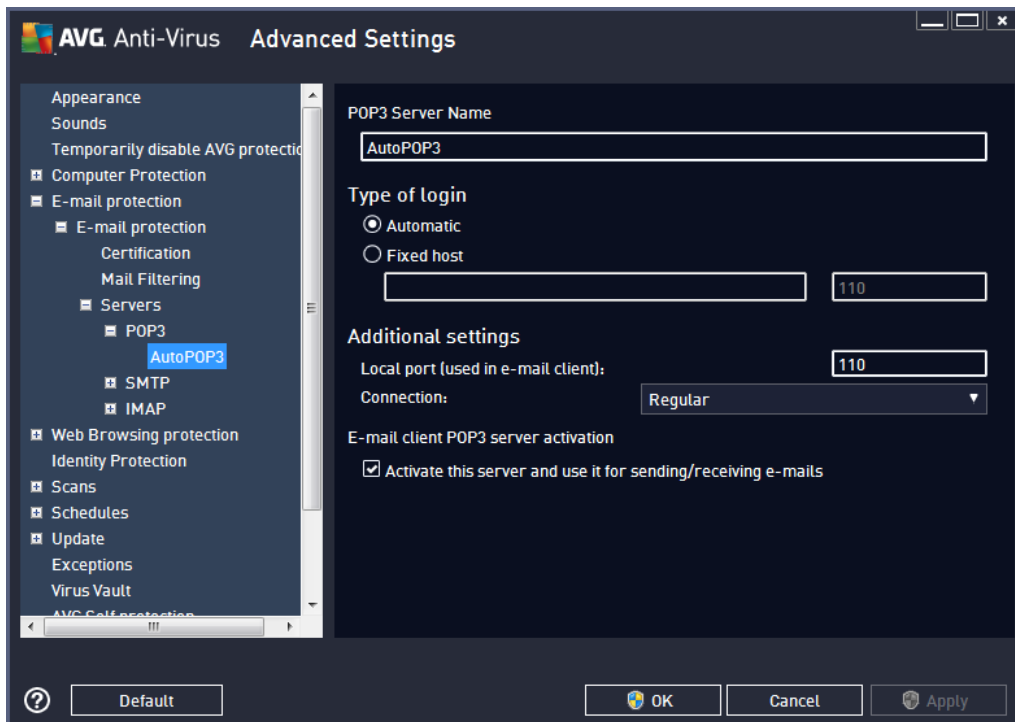 AVG Anti-Virus Advanced Settings
Appearance
Sounds
Temporarily disable AVG protectio
Computer Protection
E-mail protection
E-mail protection
Certification
Mail Filtering
Servers
POP3
AutoPOP3
SMTP
IMAP
Web Browsing protection
Identity Protection
Scans
Schedules
Update
Exceptions
Virus Vault
AVG Self protection
POP3 Server Name
AutoPOP3
Type of login
Automatic
Fixed host
110
Additional settings
Local port (used in e-mail client): 110
Connection: Regular
E-mail client POP3 server activation
Activate this server and use it for sending/receiving e-mails
? Default OK Cancel Apply